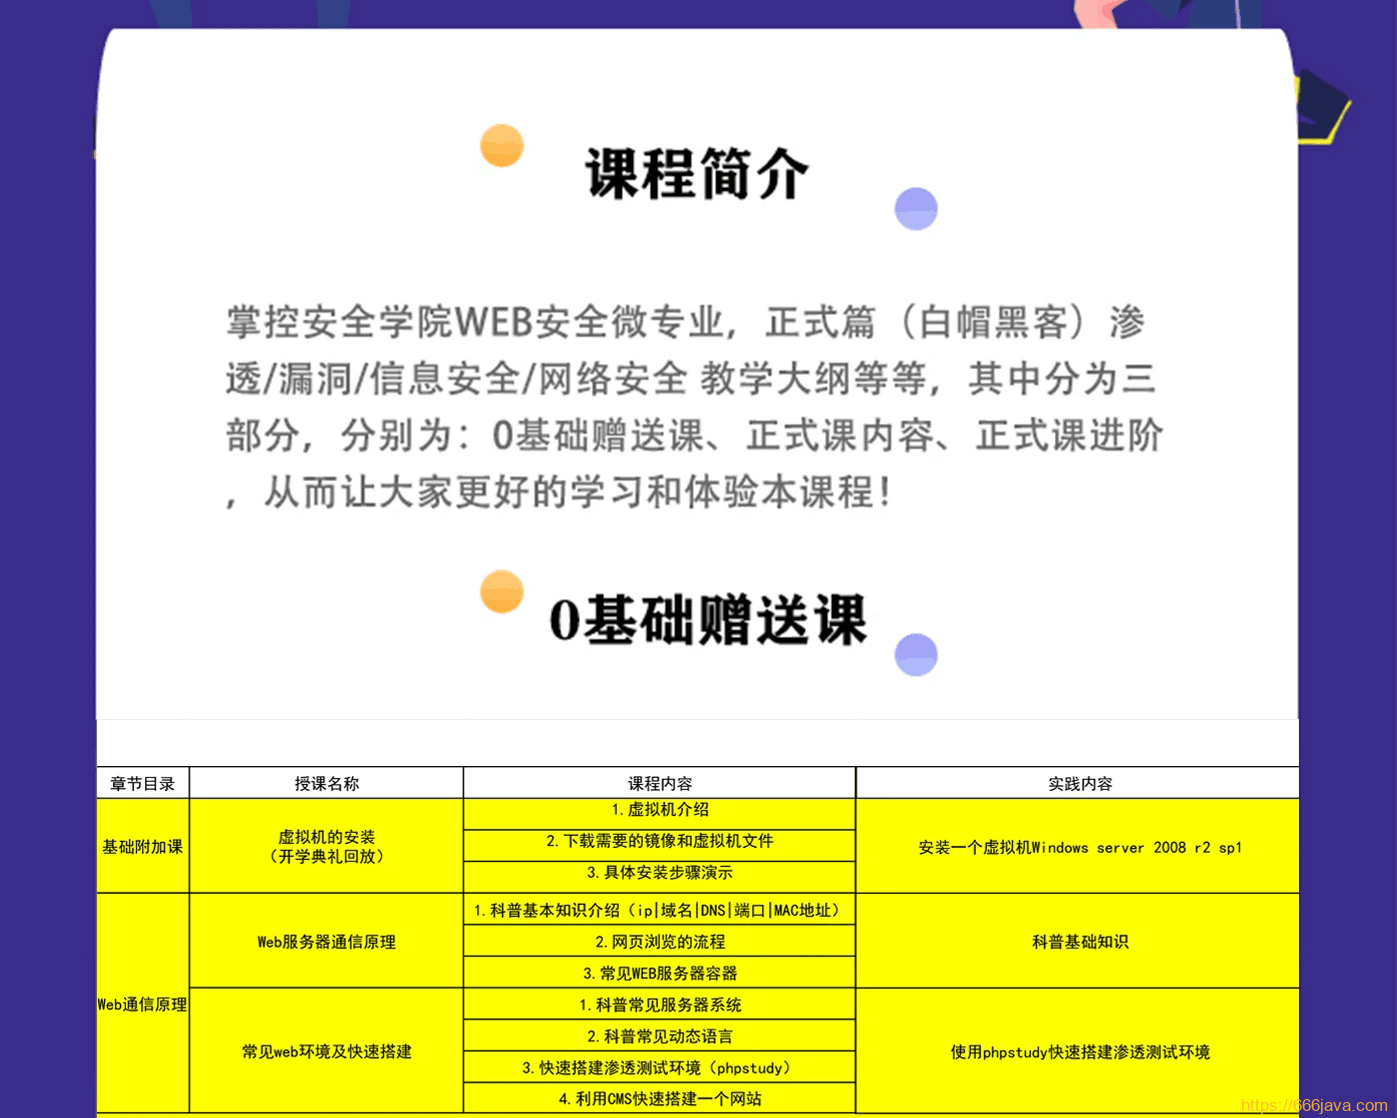 课程简介
掌控安全学院WEB安全微专业，正式篇（白帽黑客）渗
透/漏洞/信息安全/网络安全 教学大纲等等，其中分为三
部分，分别为：0基础赠送课、正式课内容、正式课进阶
，从而让大家更好的学习和体验本课程！
0基础赠送课
章节目录 授课名称 课程内容 实践内容
基础附加课
虚拟机的安装
（开学典礼回放）
1.虚拟机介绍
2.下载需要的镜像和虚拟机文件
3.具体安装步骤演示
安装一个虚拟机Windows server 2008 r2 sp1
Web通信原理
Web服务器通信原理
1.科普基本知识介绍（ip|域名|DNS|端口|MAC地址）
2.网页浏览的流程
3.常见WEB服务器容器
科普基础知识
常见web环境及快速搭建
1.科普常见服务器系统
2.科普常见动态语言
3.快速搭建渗透测试环境（phpstudy）
4.利用CMS快速搭建一个网站
使用phpstudy快速搭建渗透测试环境
https://666java.com